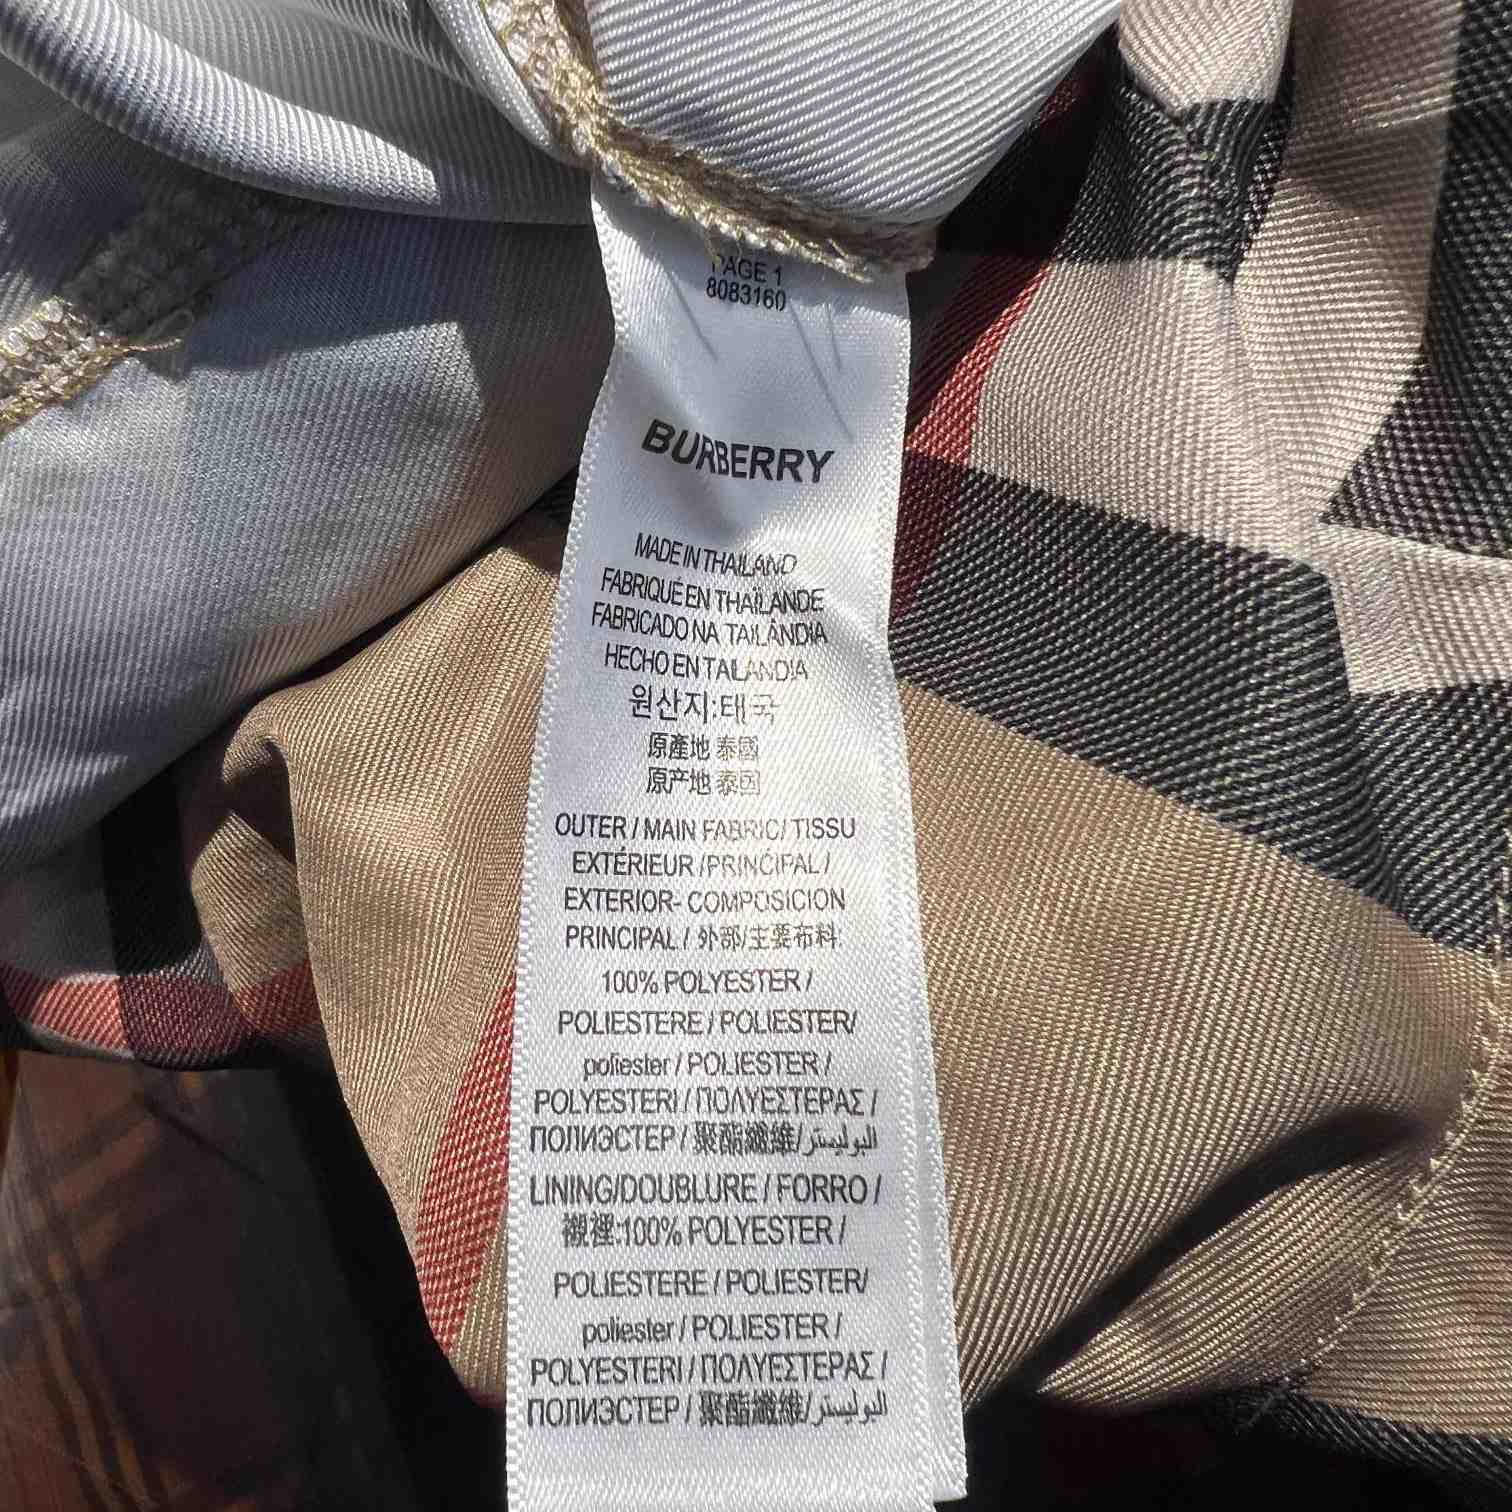 PAGE 1
8083160
BURBERRY
MADE IN THAILAND
FABRIQUÉ EN THAÏLANDE
FABRICADO NA TAILÂNDIA
HECHO EN TAILANDIA
원산지:태국
原產地 泰國
原产地 泰国
OUTER / MAIN FABRIC/ TISSU
EXTÉRIEUR /PRINCIPAL /
EXTERIOR- COMPOSICION
PRINCIPAL / 外部/主要布料:
100% POLYESTER /
POLIESTERE / POLIESTER/
poliester / POLIESTER /
POLYESTERI / ΠΟΛΥΕΣΤΕΡΑΣ /
ПОЛИЭСТЕР / 聚酯纖維/البوليستر
LINING/DOUBLURE / FORRO /
襯裡:100% POLYESTER /
POLIESTERE / POLIESTER/
poliester / POLIESTER /
POLYESTERI / ΠΟΛΥΕΣΤΕΡΑΣ /
ПОЛИЭСТЕР / 聚酯纖維/البوليستر